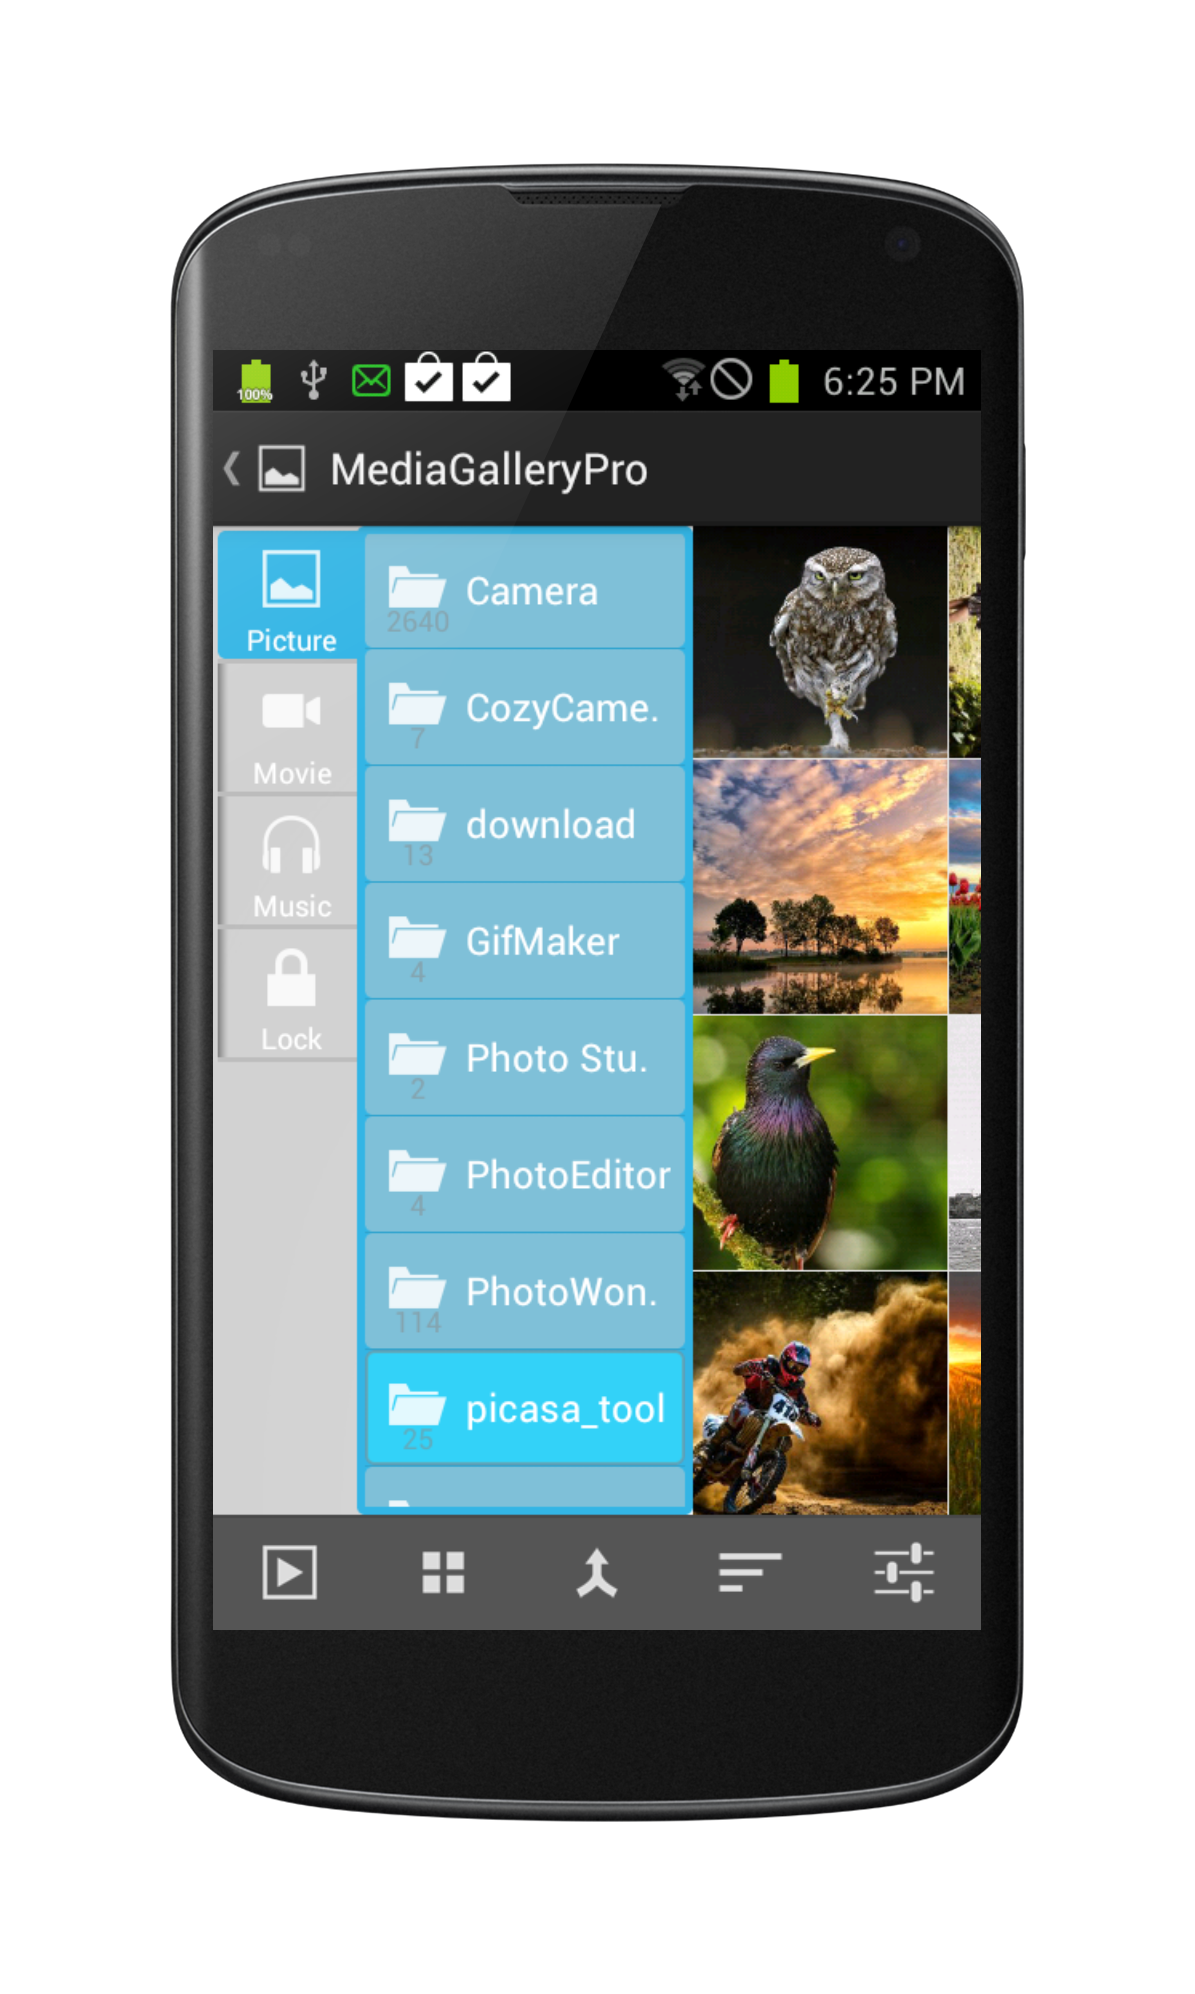 100%
6:25 PM
MediaGalleryPro
Picture
Movie
Music
Lock
Camera
2640
CozyCame.
7
download
13
GifMaker
4
Photo Stu.
2
PhotoEditor
4
PhotoWon.
114
picasa_tool
25